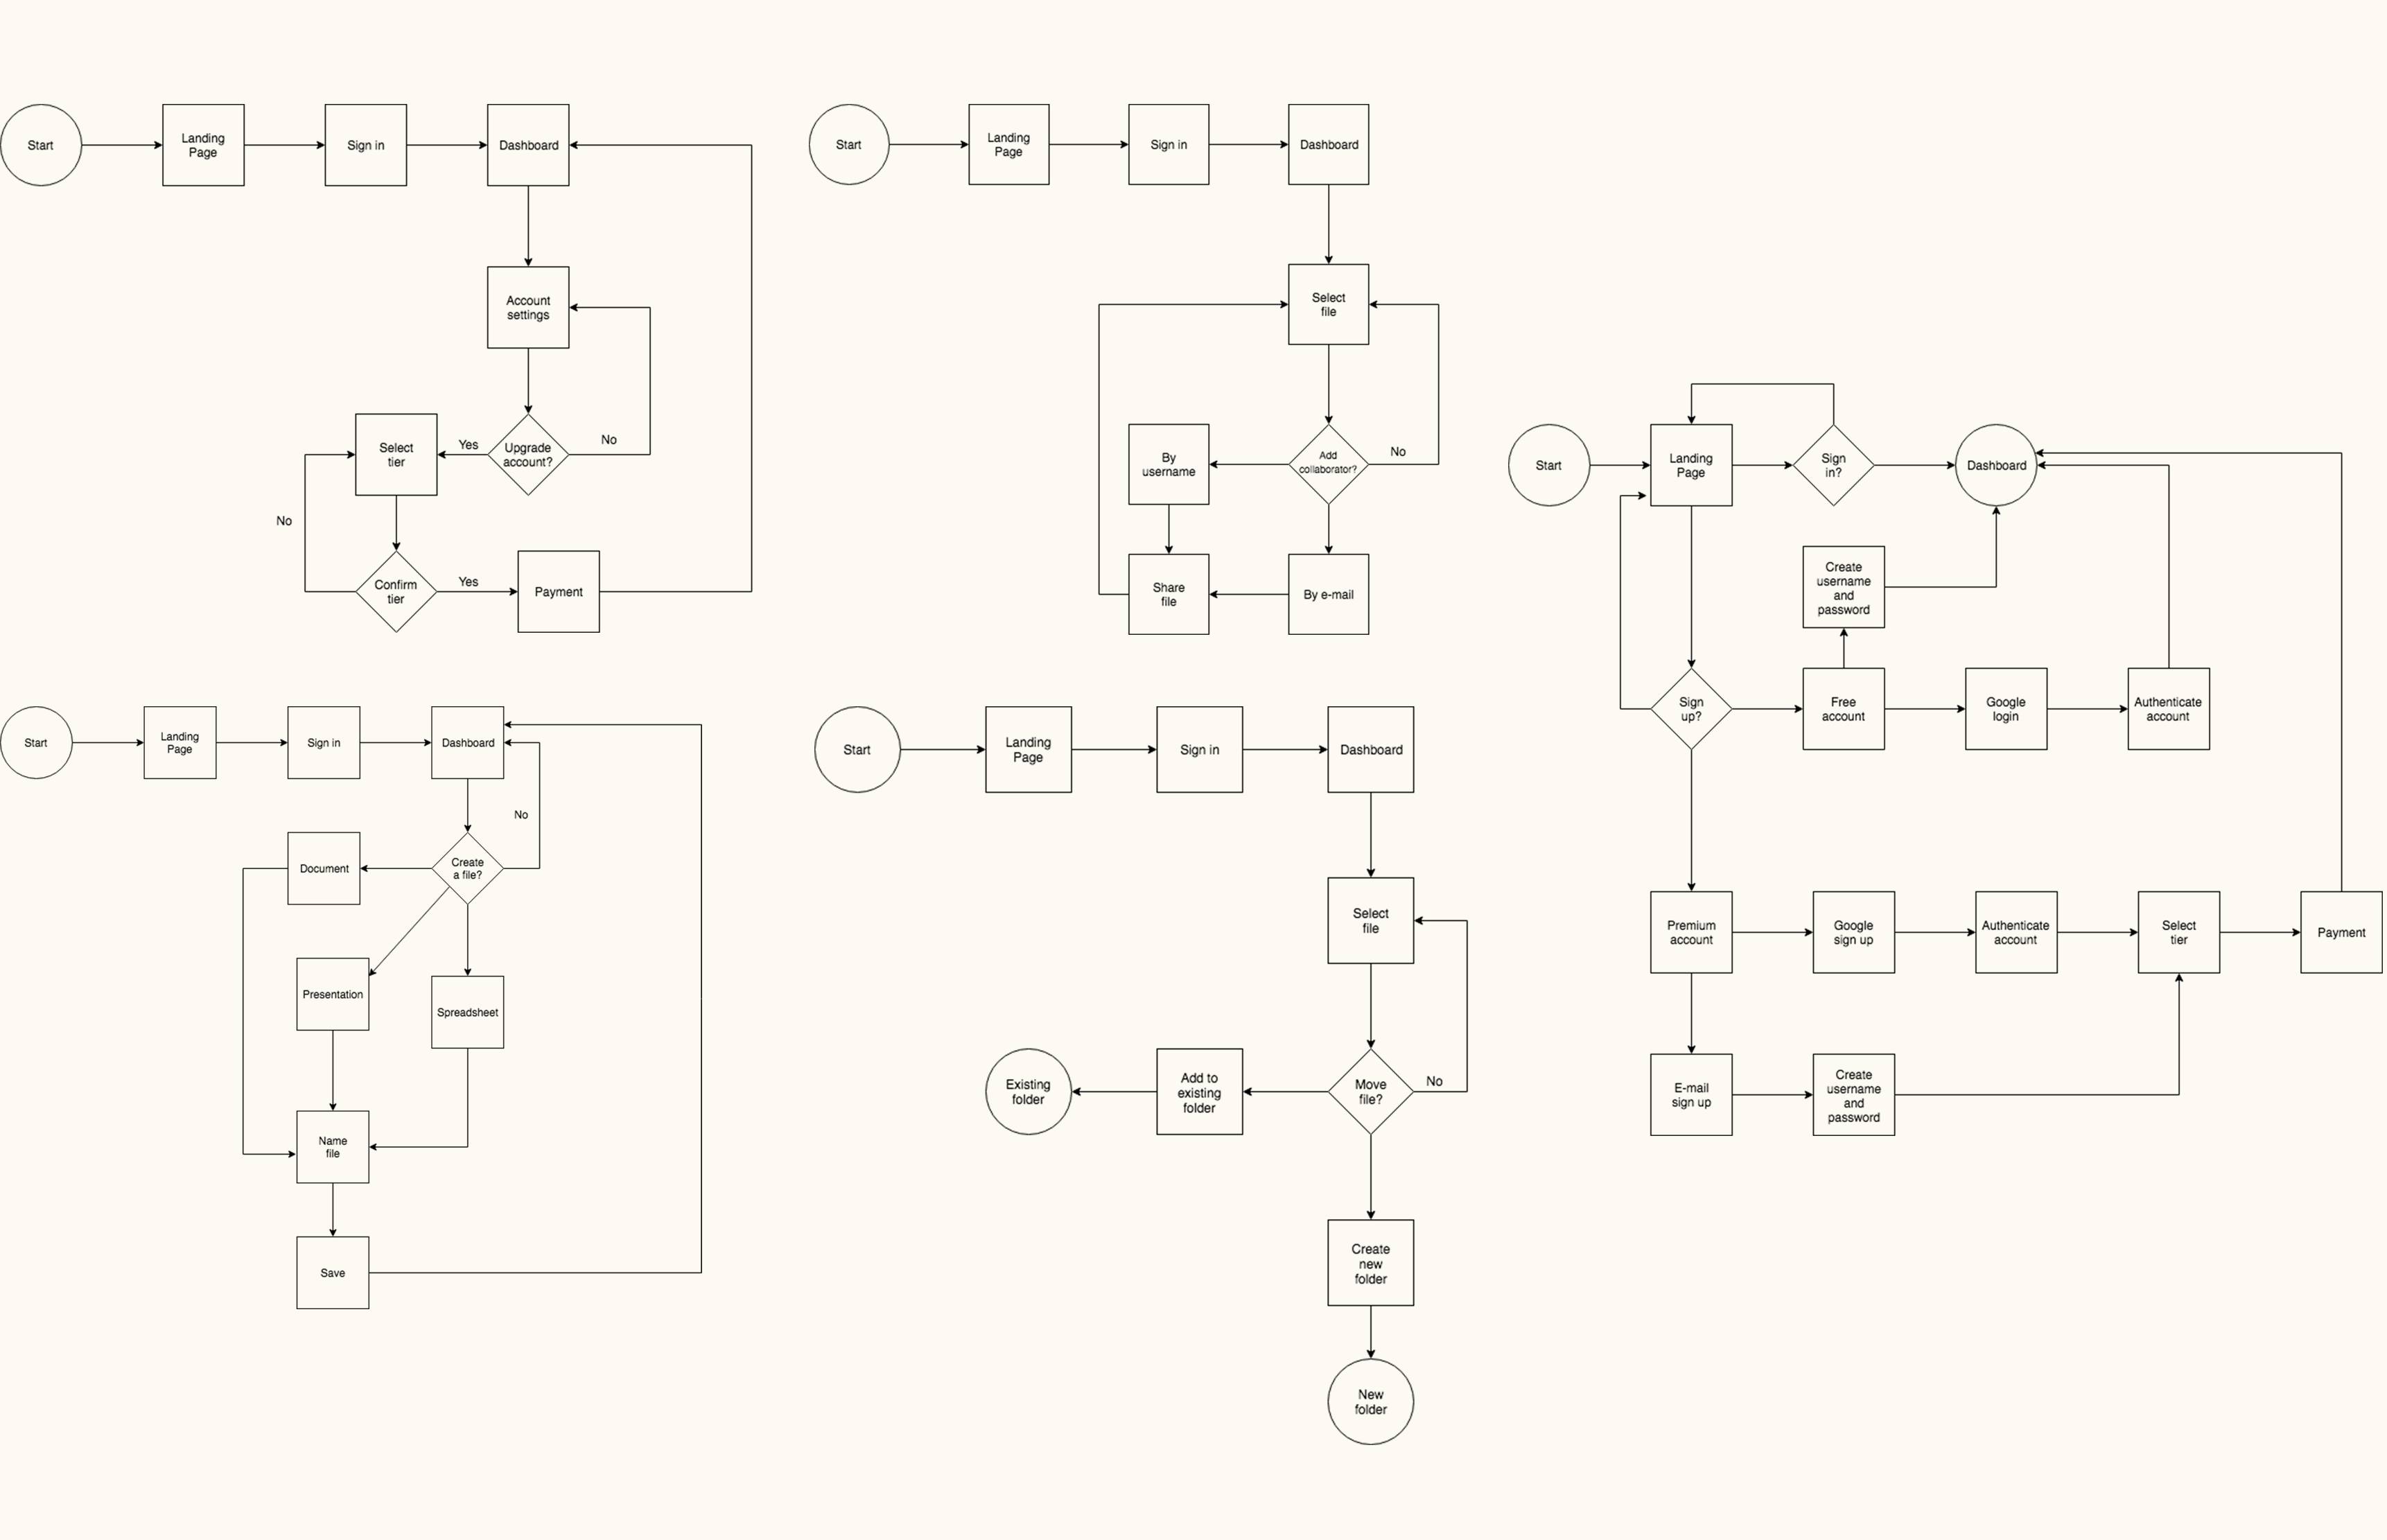 Start
Landing
Page
Sign in
Dashboard
Account
settings
Upgrade
account?
Yes
No
Select
tier
No
Confirm
tier
Yes
Payment
Start
Landing
Page
Sign in
Dashboard
Select
file
Add
collaborator?
No
By
username
Share
file
By e-mail
Start
Landing
Page
Sign
in?
Dashboard
Create
username
and
password
Sign
up?
Free
account
Google
login
Authenticate
account
Premium
account
Google
sign up
Authenticate
account
Select
tier
Payment
E-mail
sign up
Create
username
and
password
Start
Landing
Page
Sign in
Dashboard
No
Document
Create
a file?
Presentation
Spreadsheet
Name
file
Save
Start
Landing
Page
Sign in
Dashboard
Select
file
Existing
folder
Add to
existing
folder
Move
file?
No
Create
new
folder
New
folder